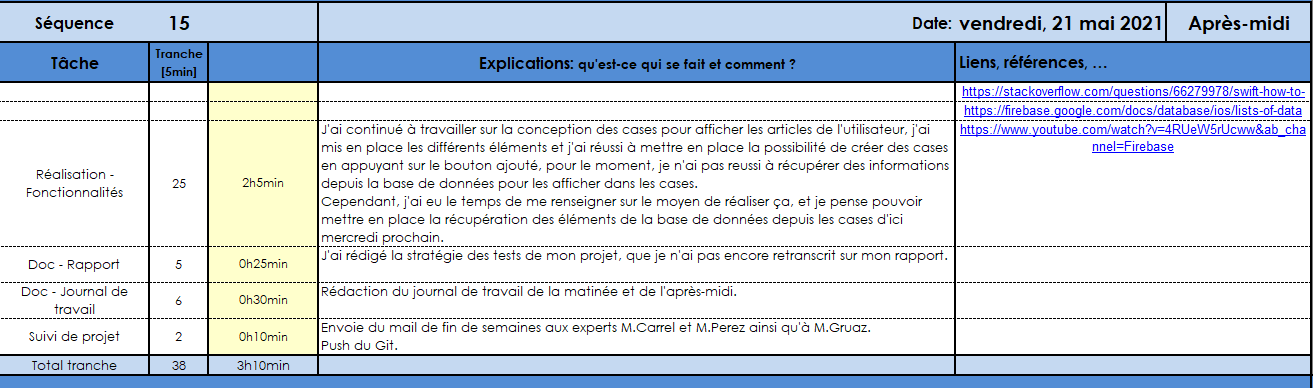 Séquence 15 Date: vendredi, 21 mai 2021 Après-midi
Tâche Tranche [5min] Explications: qu'est-ce qui se fait et comment ? Liens, références, …
https://stackoverflow.com/questions/66279978/swift-how-to-
https://firebase.google.com/docs/database/ios/lists-of-data
Réalisation -
Fonctionnalités
25
2h5min
J'ai continué à travailler sur la conception des cases pour afficher les articles de l'utilisateur, j'ai
mis en place les différents éléments et j'ai réussi à mettre en place la possibilité de créer des cases
en appuyant sur le bouton ajouté, pour le moment, je n'ai pas reussi à récupérer des informations
depuis la base de données pour les afficher dans les cases.
Cependant, j'ai eu le temps de me renseigner sur le moyen de réaliser ça, et je pense pouvoir
mettre en place la récupération des éléments de la base de données depuis les cases d'ici
mercredi prochain.
https://www.youtube.com/watch?v=4RUeW5rUcww&ab_cha
nnel=Firebase
Doc - Rapport 5 0h25min
J'ai rédigé la stratégie des tests de mon projet, que je n'ai pas encore retranscrit sur mon rapport.
Doc - Journal de
travail
6 0h30min
Rédaction du journal de travail de la matinée et de l'après-midi.
Suivi de projet 2 0h10min
Envoie du mail de fin de semaines aux experts M.Carrel et M.Perez ainsi qu'à M.Gruaz.
Push du Git.
Total tranche 38 3h10min